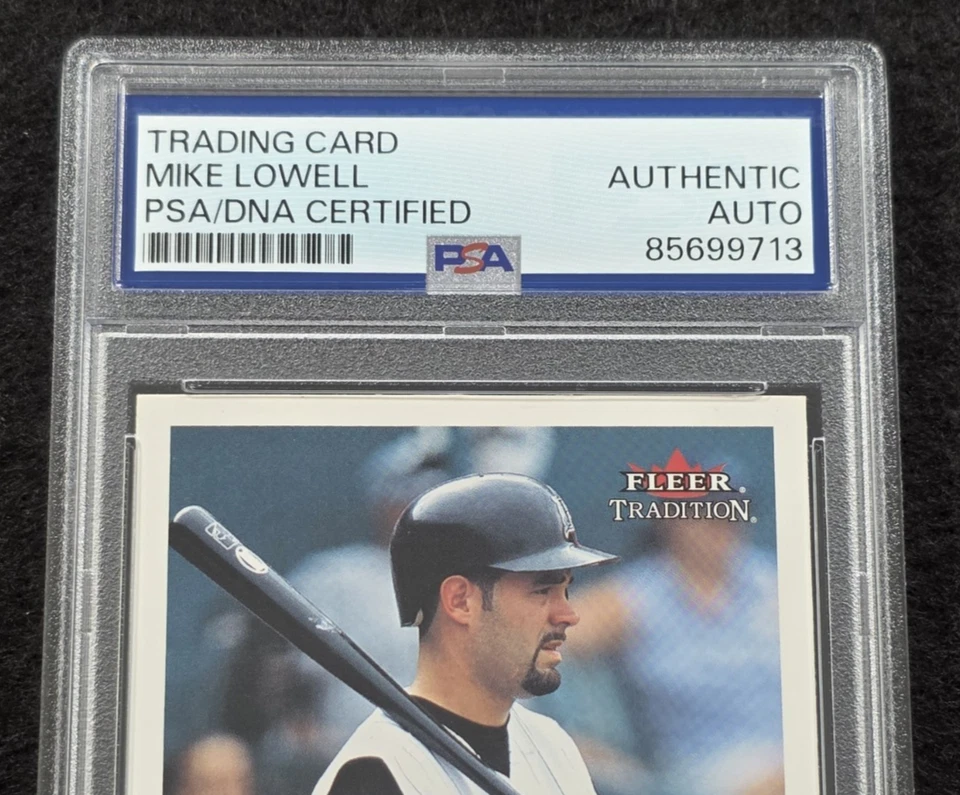 TRADING CARD
MIKE LOWELL
PSA/DNA CERTIFIED
AUTHENTIC
AUTO
85699713
PSA
FLEER®
TRADITION®